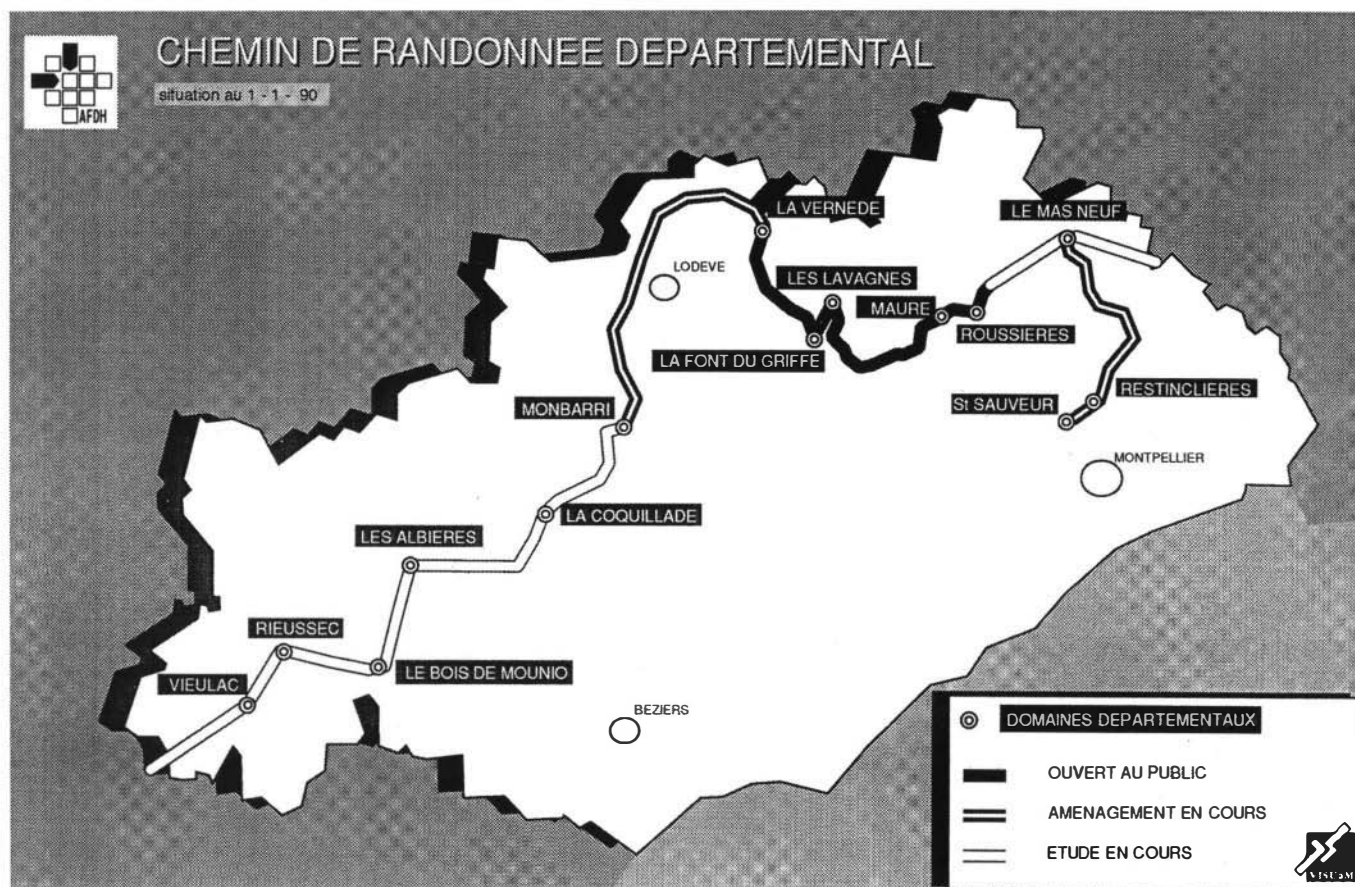 CHEMIN DE RANDONNEE DEPARTEMENTAL
situation au 1 - 1 - 90
AFDH
LA VERNEDE
LE MAS NEUF
LODEVE
LES LAVAGNES
MAURE
ROUSSIERES
LA FONT DU GRIFFE
RESTINCLIERES
St SAUVEUR
MONBARRI
MONTPELLIER
LA COQUILLADE
LES ALBIERES
RIEUSSEC
LE BOIS DE MOUNIO
VIEULAC
BEZIERS
DOMAINES DEPARTEMENTAUX
OUVERT AU PUBLIC
AMENAGEMENT EN COURS
ETUDE EN COURS